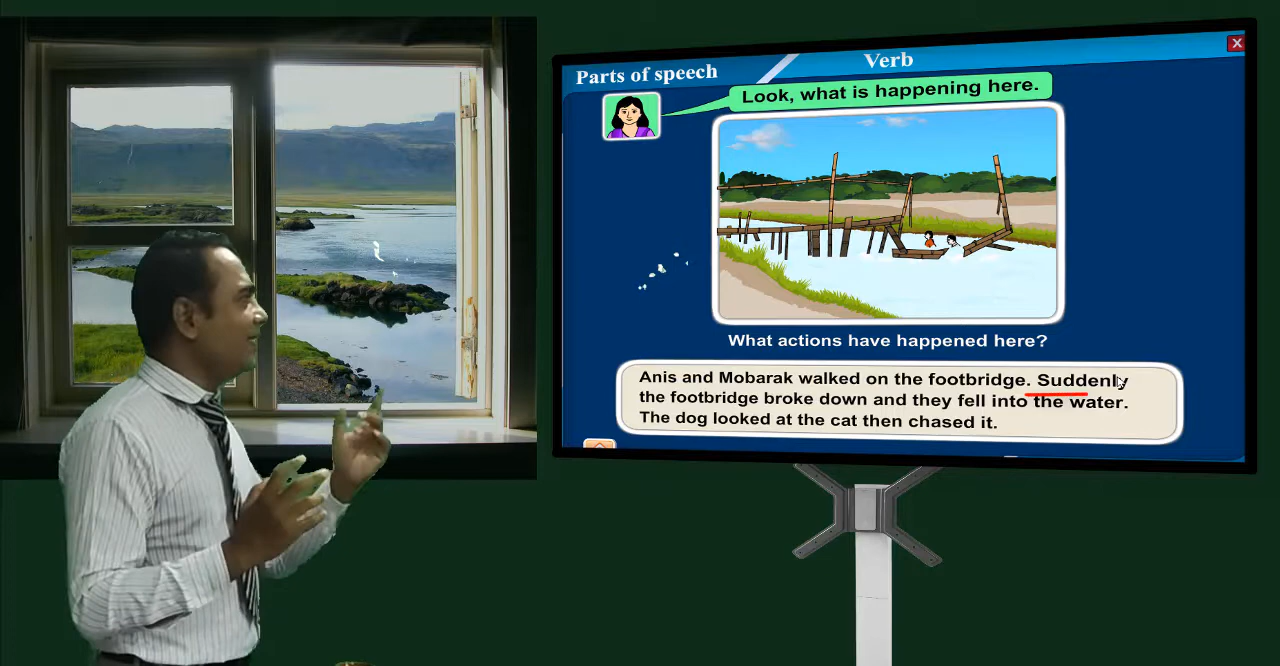 Parts of speech
Verb
Look, what is happening here.
What actions have happened here?
Anis and Mobarak walked on the footbridge. Suddenly
the footbridge broke down and they fell into the water.
The dog looked at the cat then chased it.